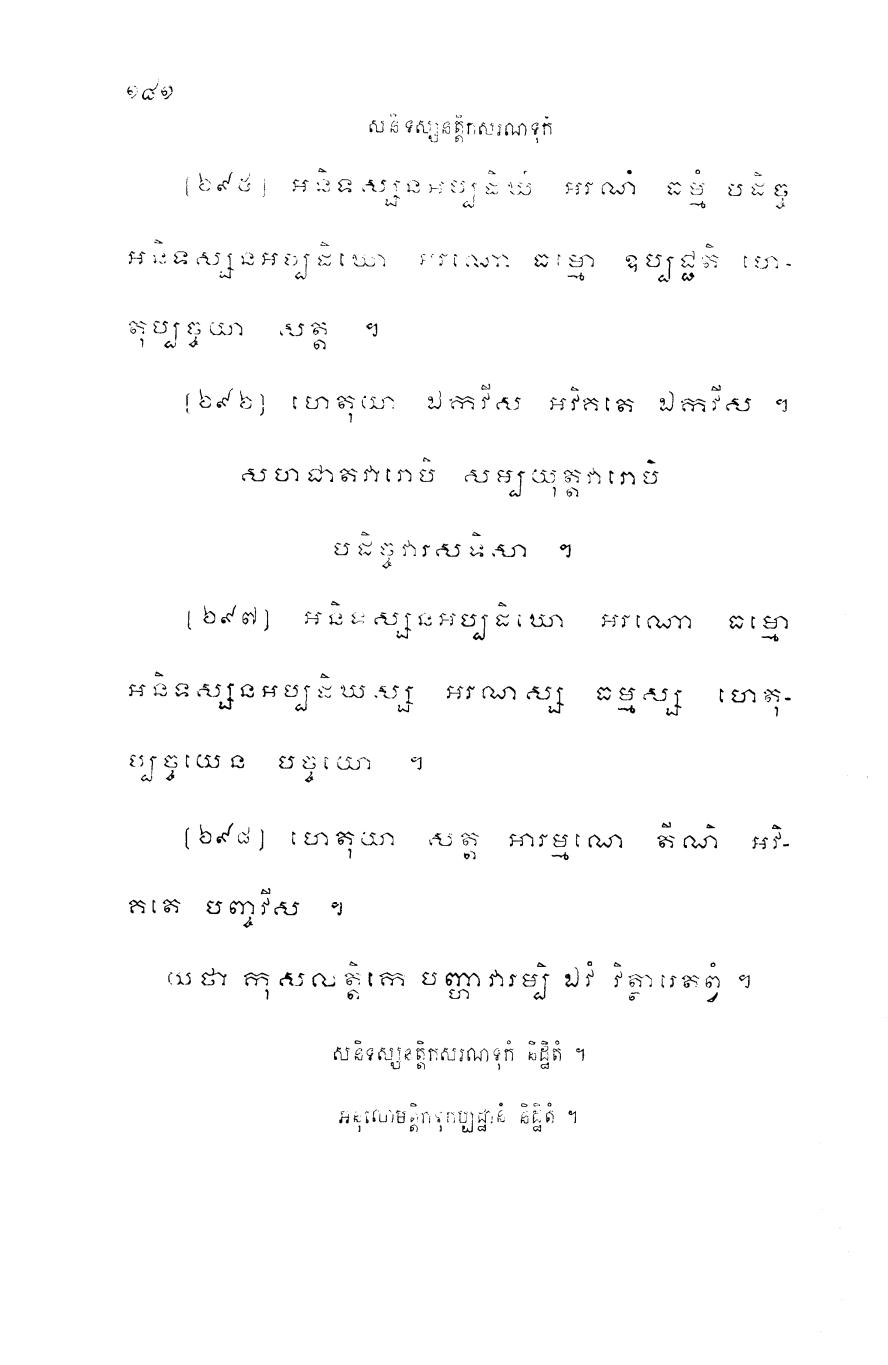 ១៤១
សនិទស្សនត្តិកសរណទុកំ
[៦៩៥] អនិទស្សនអប្បដិឃំ អរណំ ធម្មំ បដិច្ច
អនិទស្សនអប្បដិឃោ អរណោ ធម្មោ ឧប្បជ្ជតិ ហេ-
តុប្បច្ចយា សត្ត ។
[៦៩៦] ហេតុយា ឯកវីស អវិគតេ ឯកវីស ។
សហជាតវារោបិ សម្បយុត្តវារោបិ
បដិច្ចវារសទិសា ។
[៦៩៧] អនិទស្សនអប្បដិឃោ អរណោ ធម្មោ
អនិទស្សនអប្បដិឃស្ស អរណស្ស ធម្មស្ស ហេតុ-
ប្បច្ចយេន បច្ចយោ ។
[៦៩៨] ហេតុយា សត្ត អារម្មណេ តីណិ អវិ-
គតេ បញ្ចវីស ។
យថា កុសលត្តិកេ បញ្ហាវារម្បិ ឯវំ វិត្ថារេតព្វំ ។
សនិទស្សនត្តិកសរណទុកំ និដ្ឋិតំ ។
អនុលោមត្តិកទុកប្បដ្ឋានំ និដ្ឋិតំ ។